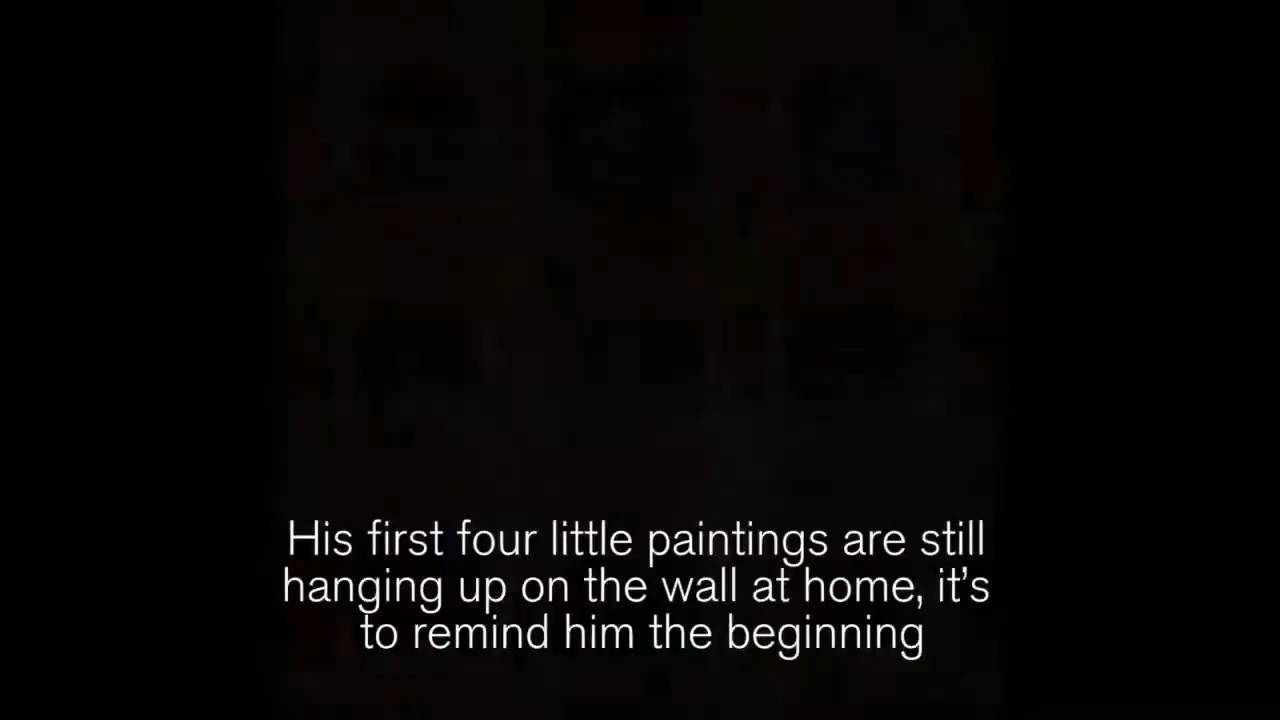 His first four little paintings are still
hanging up on the wall at home, it’s
to remind him the beginning